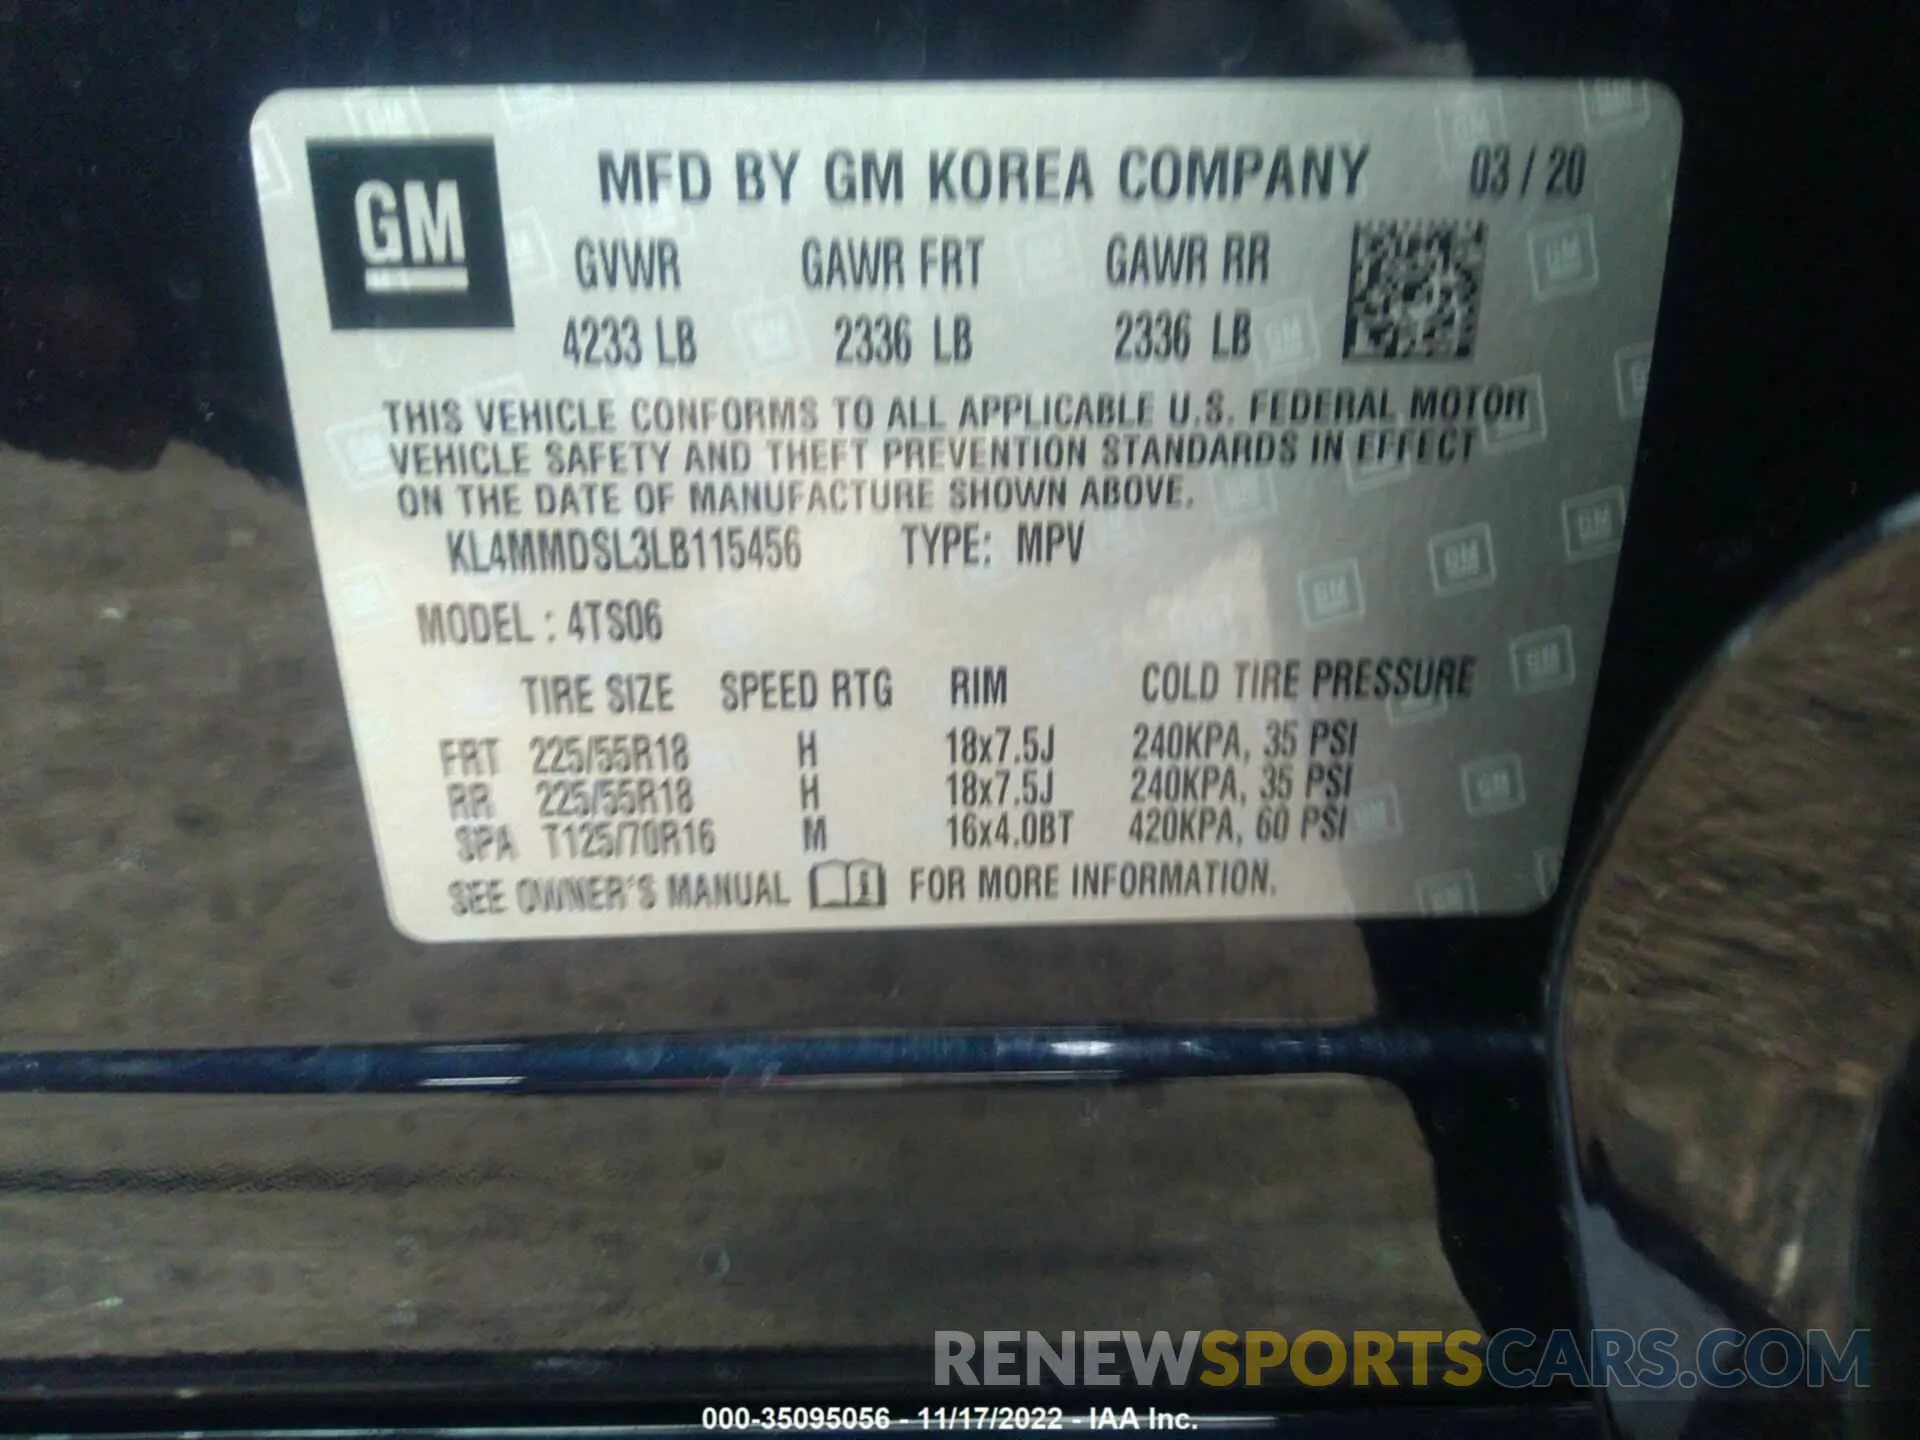 GM
MFD BY GM KOREA COMPANY 03 / 20
GVWR GAWR FRT GAWR RR
4233 LB 2336 LB 2336 LB
THIS VEHICLE CONFORMS TO ALL APPLICABLE U.S. FEDERAL MOTOR
VEHICLE SAFETY AND THEFT PREVENTION STANDARDS IN EFFECT
ON THE DATE OF MANUFACTURE SHOWN ABOVE.
KL4MMDSL3LB115456 TYPE: MPV
MODEL : 4TS06
TIRE SIZE SPEED RTG RIM COLD TIRE PRESSURE
FRT 225/55R18 H 18x7.5J 240KPA, 35 PSI
RR 225/55R18 H 18x7.5J 240KPA, 35 PSI
SPA T125/70R16 M 16x4.0BT 420KPA, 60 PSI
SEE OWNER'S MANUAL FOR MORE INFORMATION.
RENEWSPORTSCARS.COM
000-35095056 - 11/17/2022 - IAA Inc.